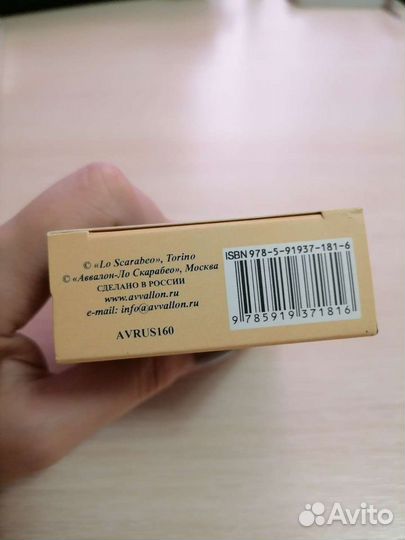 © «Lo Scarabeo», Torino
© «Аввалон-Ло Скарабео», Москва
СДЕЛАНО В РОССИИ
www.avvallon.ru
e-mail: info@avvallon.ru
AVRUS160
ISBN 978-5-91937-181-6
9 785919 371816
Avito